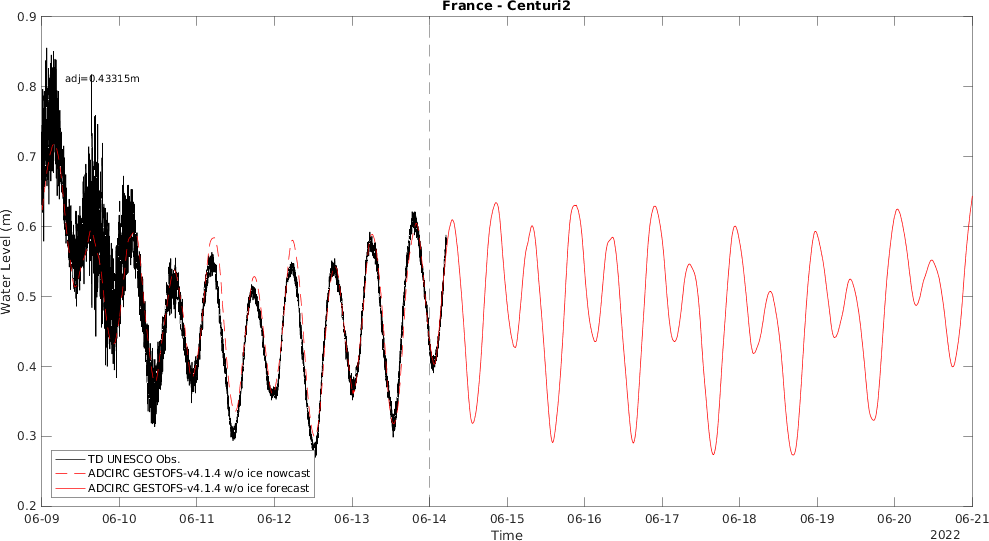 France - Centuri2
adj=0.43315m
0.9
0.8
0.7
0.6
0.5
0.4
0.3
0.2
Water Level (m)
TD UNESCO Obs.
ADCIRC GESTOFS-v4.1.4 w/o ice nowcast
ADCIRC GESTOFS-v4.1.4 w/o ice forecast
06-09 06-10 06-11 06-12 06-13 06-14 06-15 06-16 06-17 06-18 06-19 06-20 06-21
Time
2022